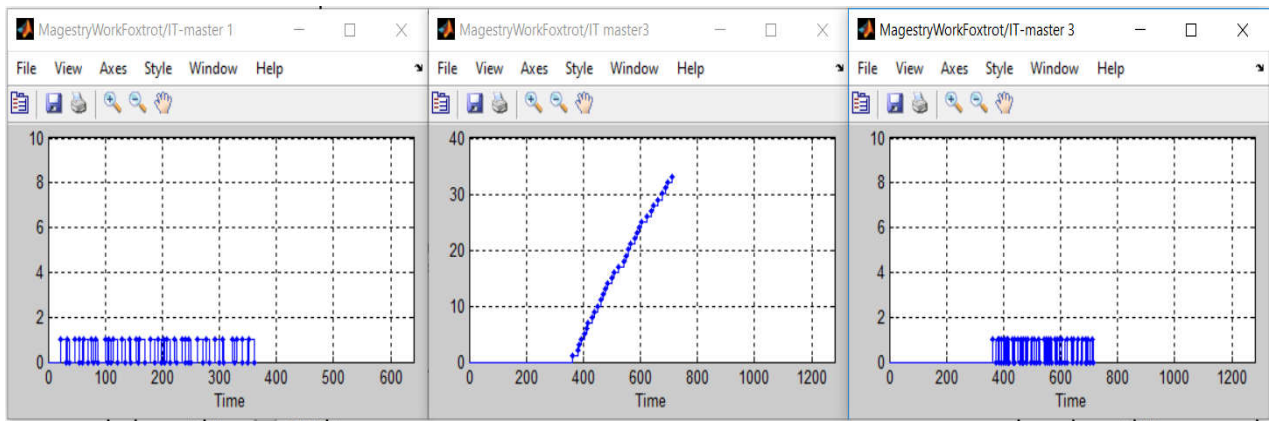 MagestryWorkFoxtrot/IT-master 1
File View Axes Style Window Help
10
8
6
4
2
0
0 100 200 300 400 500 600
Time
MagestryWorkFoxtrot/IT master3
File View Axes Style Window Help
40
30
20
10
0
0 200 400 600 800 1000 1200
Time
MagestryWorkFoxtrot/IT-master 3
File View Axes Style Window Help
10
8
6
4
2
0
0 200 400 600 800 1000 1200
Time